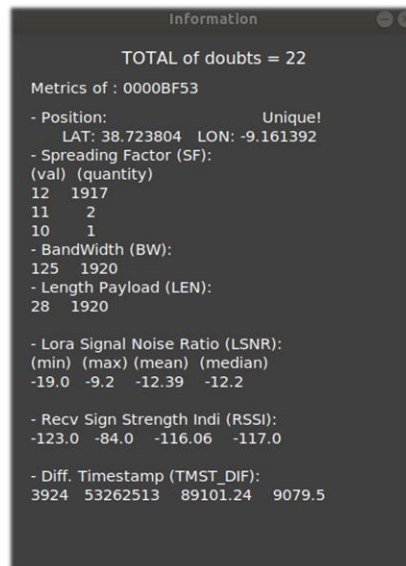 Information
TOTAL of doubts = 22
Metrics of : 0000BF53
- Position: Unique!
LAT: 38.723804 LON: -9.161392
- Spreading Factor (SF):
(val) (quantity)
12 1917
11 2
10 1
- BandWidth (BW):
125 1920
- Length Payload (LEN):
28 1920
- Lora Signal Noise Ratio (LSNR):
(min) (max) (mean) (median)
-19.0 -9.2 -12.39 -12.2
- Recv Sign Strength Indi (RSSI):
-123.0 -84.0 -116.06 -117.0
- Diff. Timestamp (TMST_DIF):
3924 53262513 89101.24 9079.5